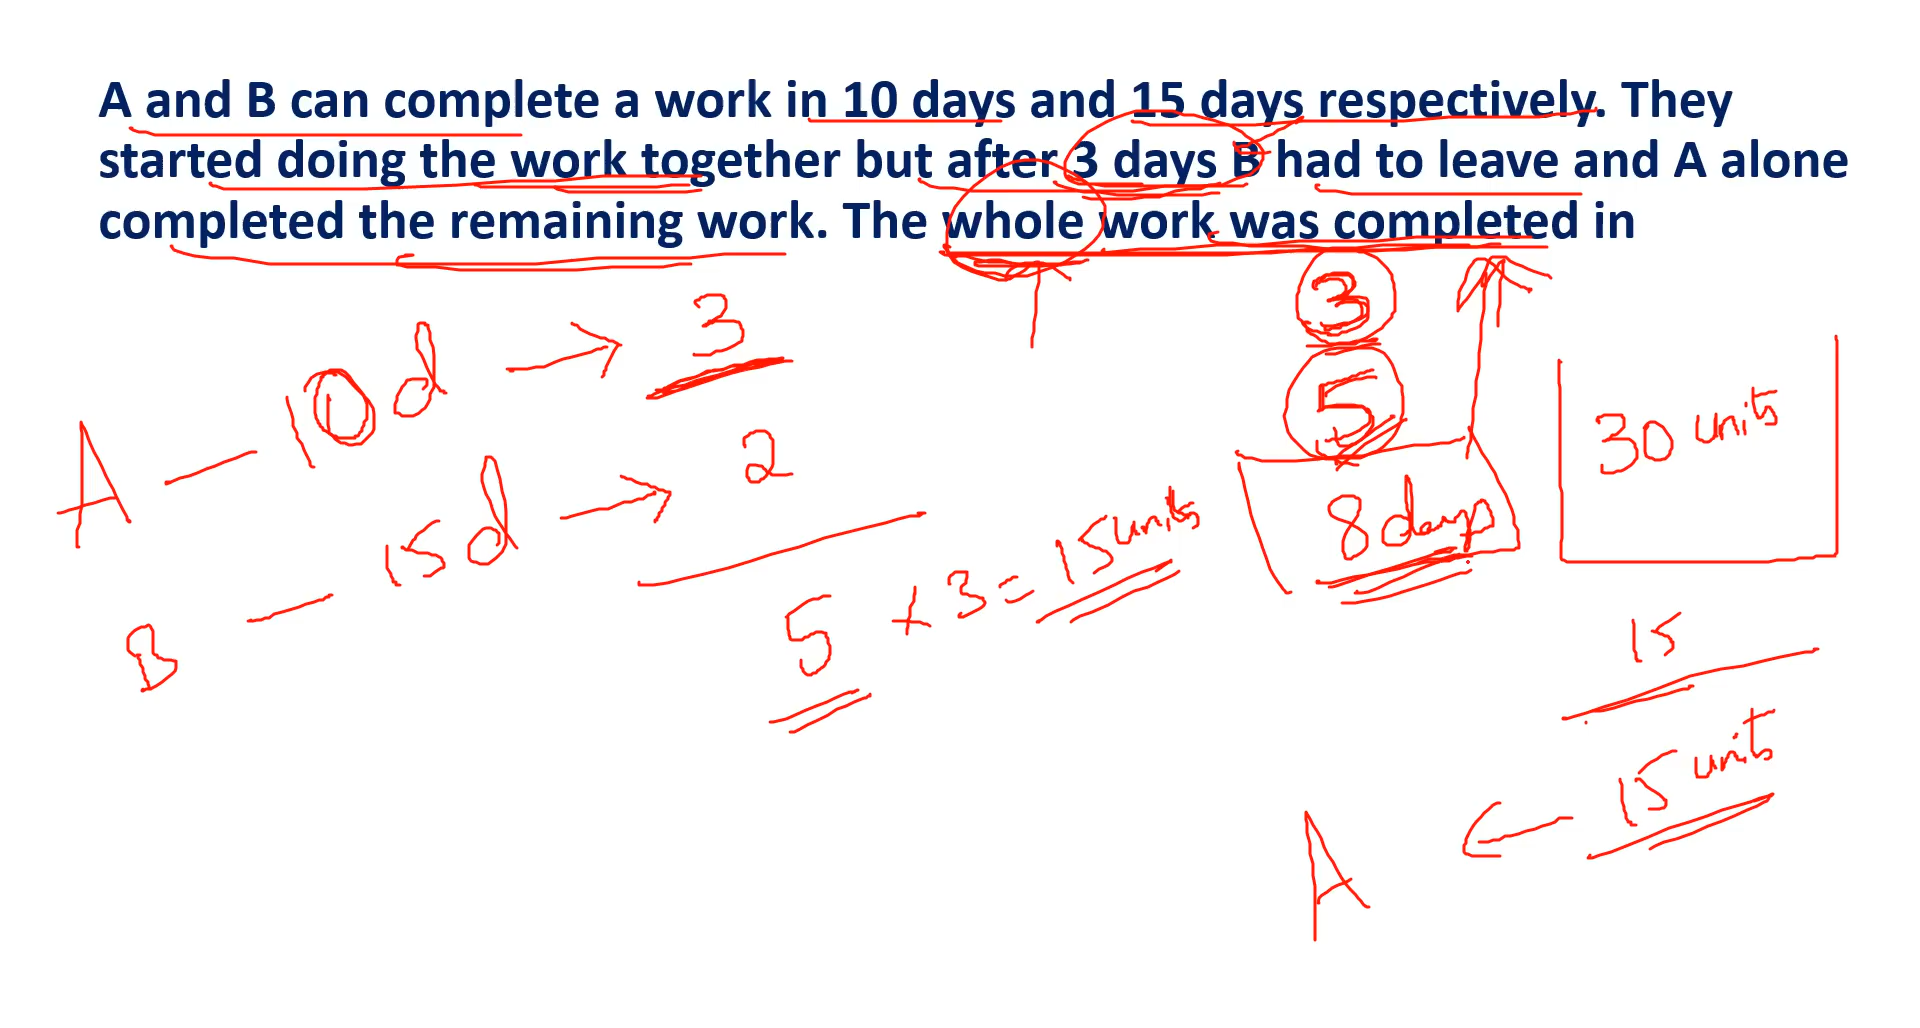 A and B can complete a work in 10 days and 15 days respectively. They
started doing the work together but after 3 days B had to leave and A alone
completed the remaining work. The whole work was completed in
A — 10d → 3
B — 15d → 2
5 × 3 = 15 units
3
5
8 days
30 units
15
15 units
A